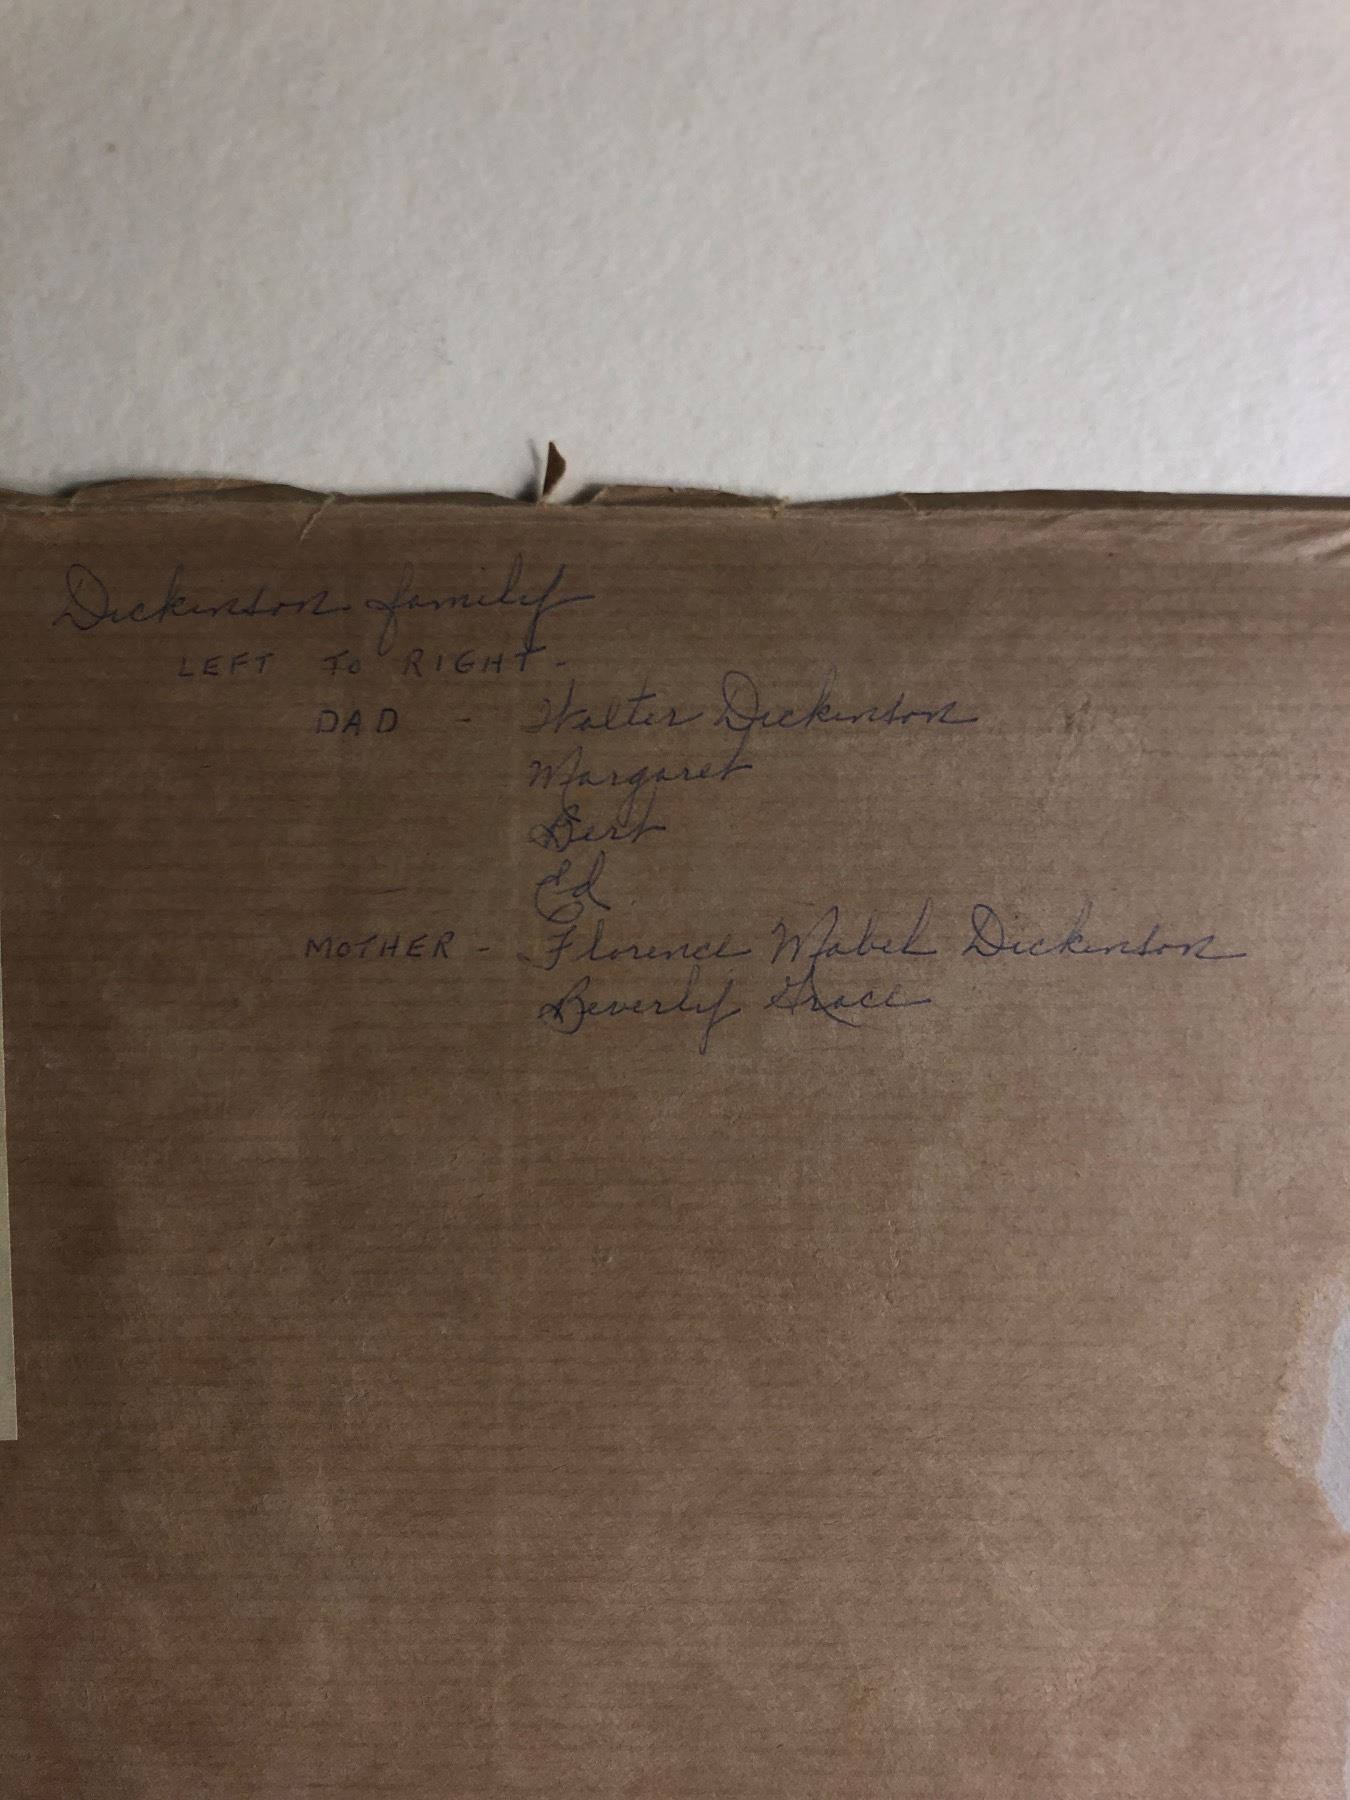 Dickinson family
LEFT TO RIGHT -
DAD - Walter Dickinson
Margaret
Bert
Ed
MOTHER - Florence Mabel Dickinson
Beverly Grace